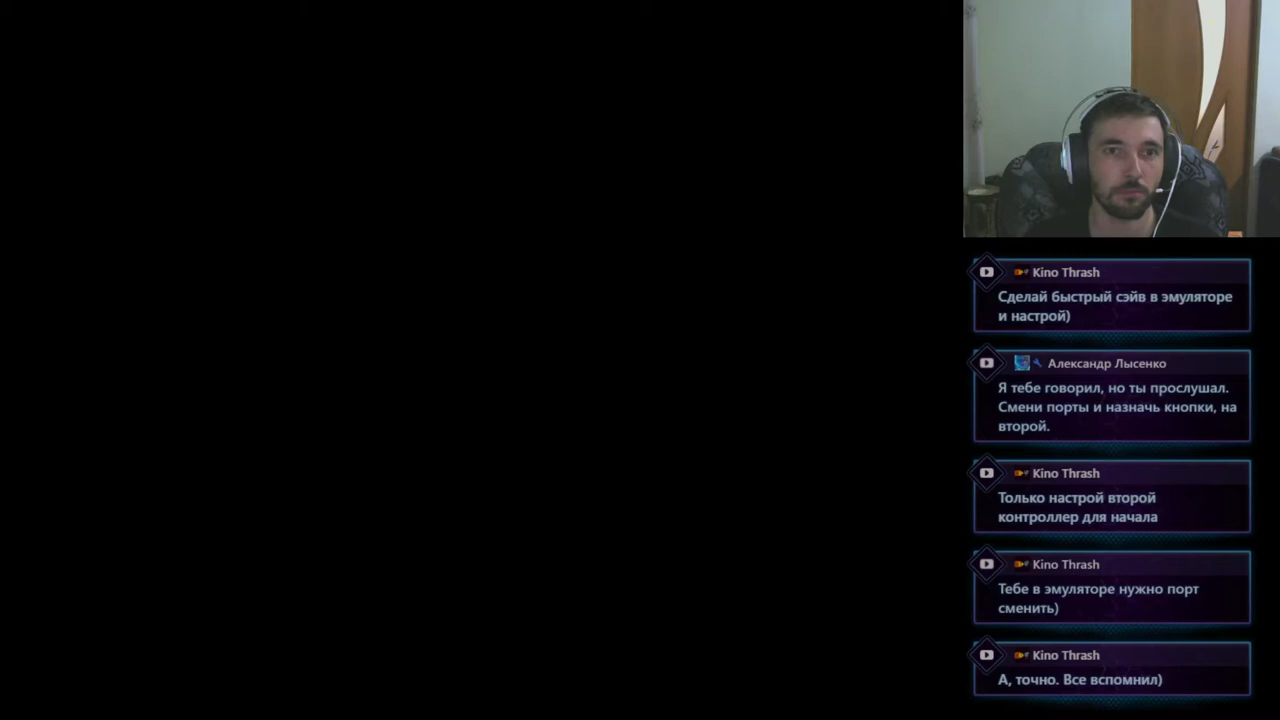 Kino Thrash
Сделай быстрый сэйв в эмуляторе
и настрой)
Александр Лысенко
Я тебе говорил, но ты прослушал.
Смени порты и назначь кнопки, на
второй.
Kino Thrash
Только настрой второй
контроллер для начала
Kino Thrash
Тебе в эмуляторе нужно порт
сменить)
Kino Thrash
А, точно. Все вспомнил)